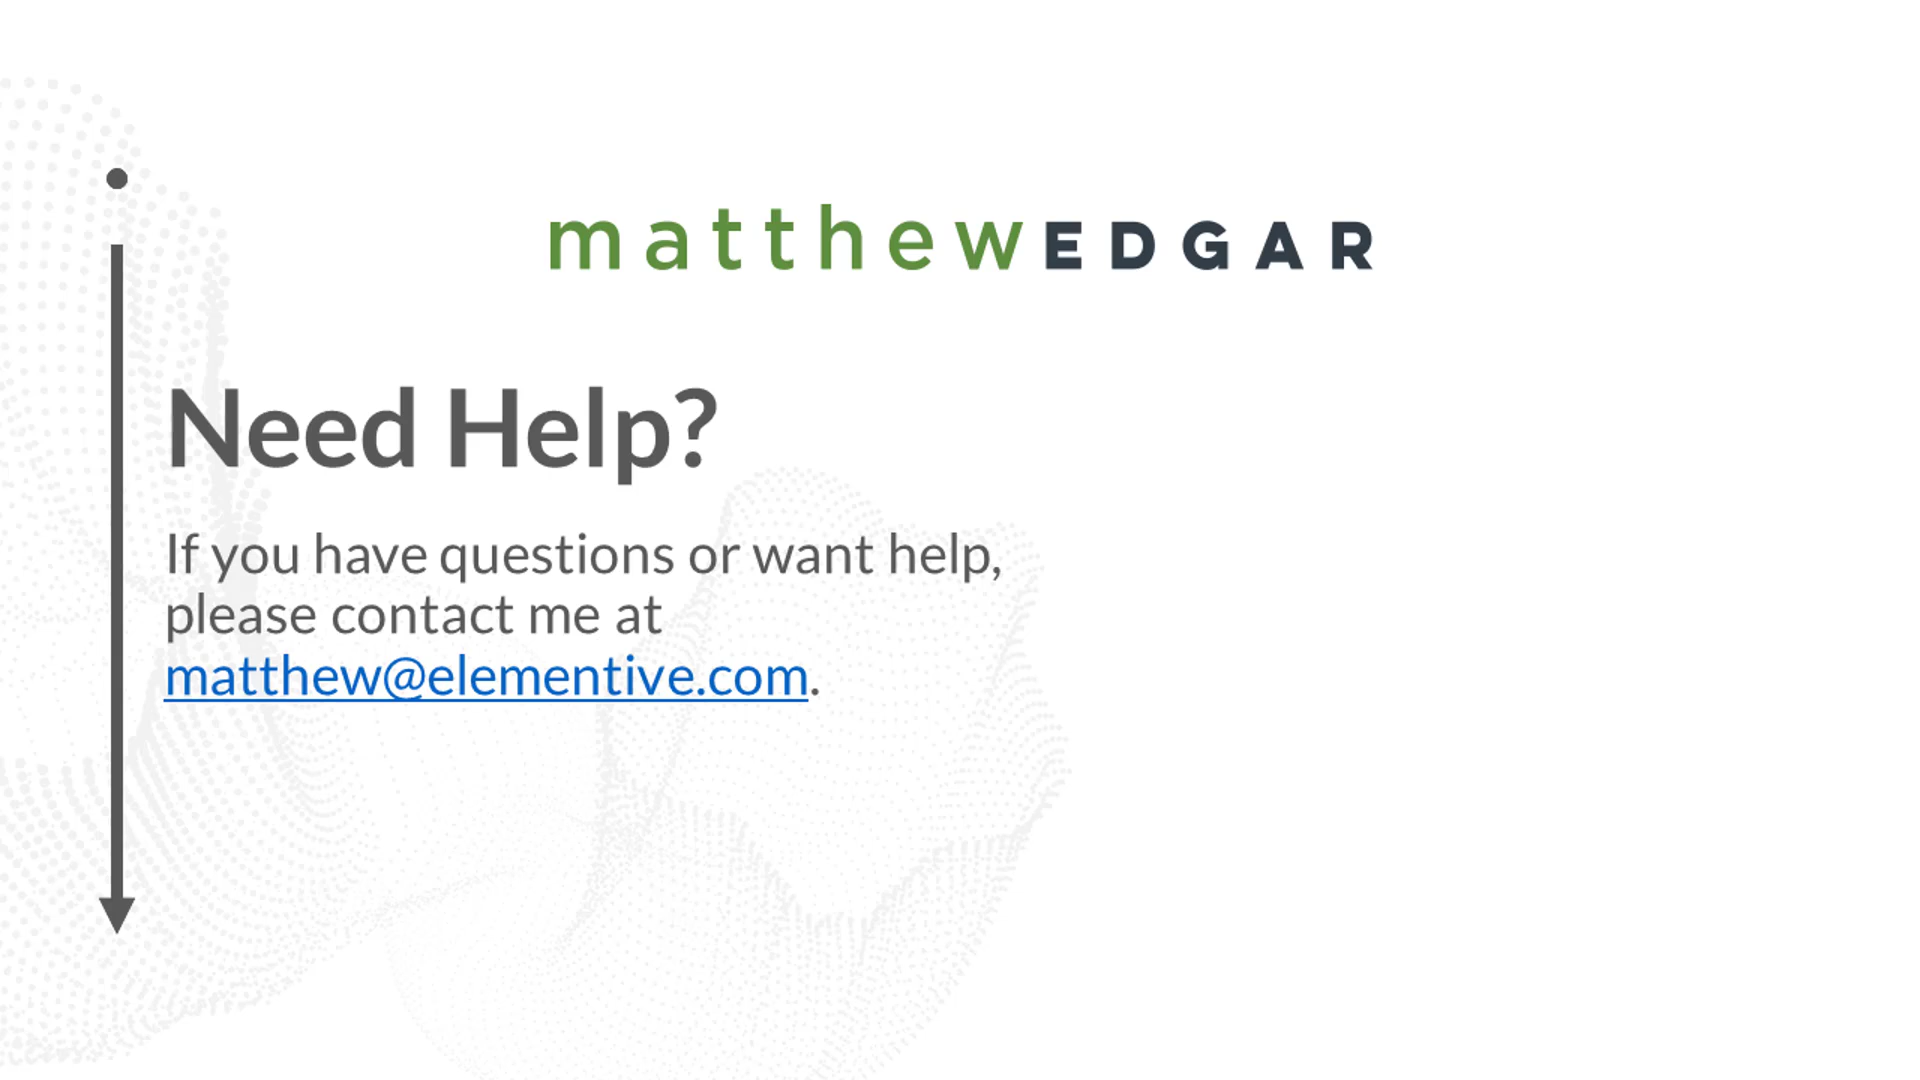 matthewEDGAR
Need Help?
If you have questions or want help,
please contact me at
matthew@elementive.com.